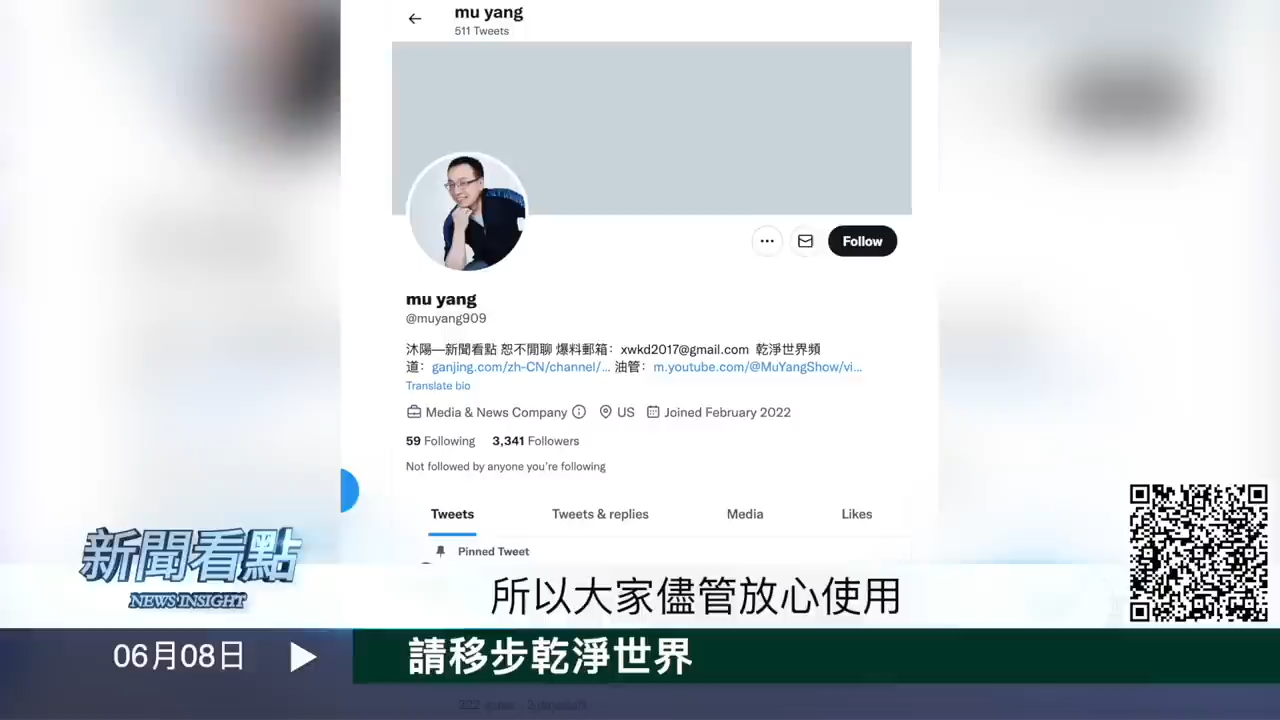 mu yang
511 Tweets
Follow
mu yang
@muyang909
沐陽—新聞看點 恕不閒聊 爆料郵箱：xwkd2017@gmail.com 乾淨世界頻
道：ganjing.com/zh-CN/channel/... 油管：m.youtube.com/@MuYangShow/vi...
Translate bio
Media & News Company US Joined February 2022
59 Following 3,341 Followers
Not followed by anyone you're following
Tweets Tweets & replies Media Likes
Pinned Tweet
新聞看點
NEWS INSIGHT
所以大家儘管放心使用
06月08日
請移步乾淨世界